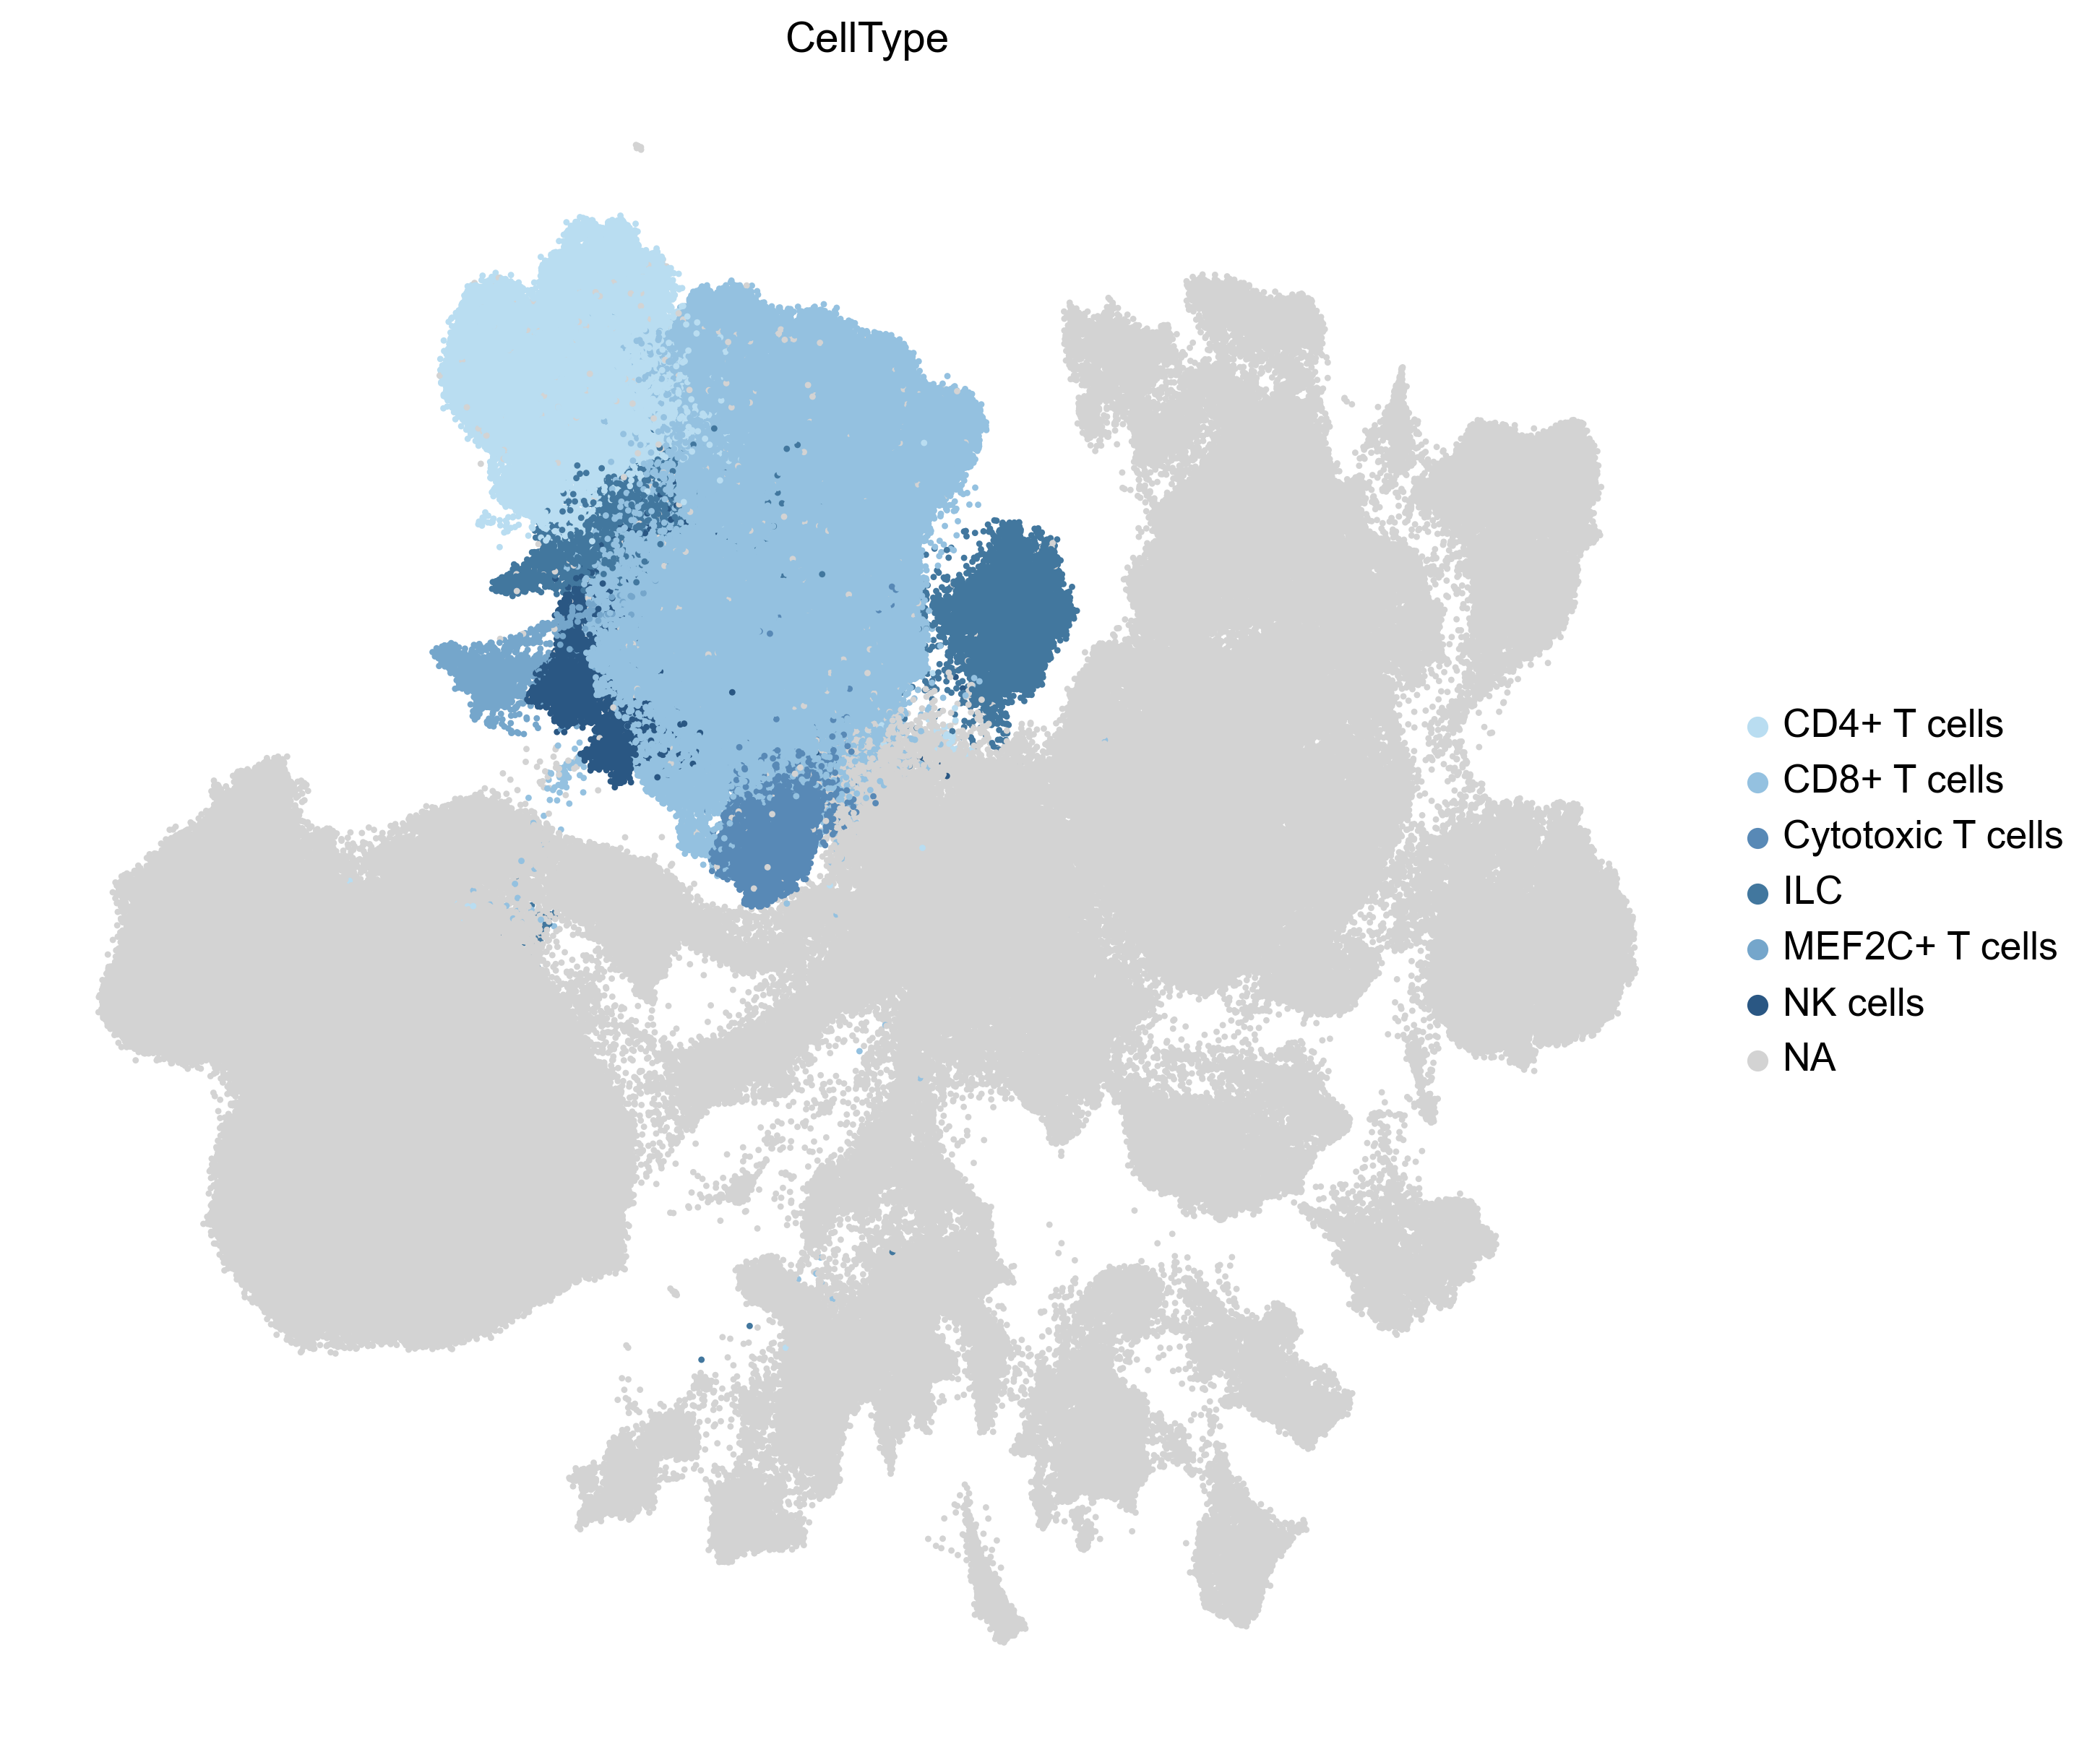 CellType
CD4+ T cells
CD8+ T cells
Cytotoxic T cells
ILC
MEF2C+ T cells
NK cells
NA